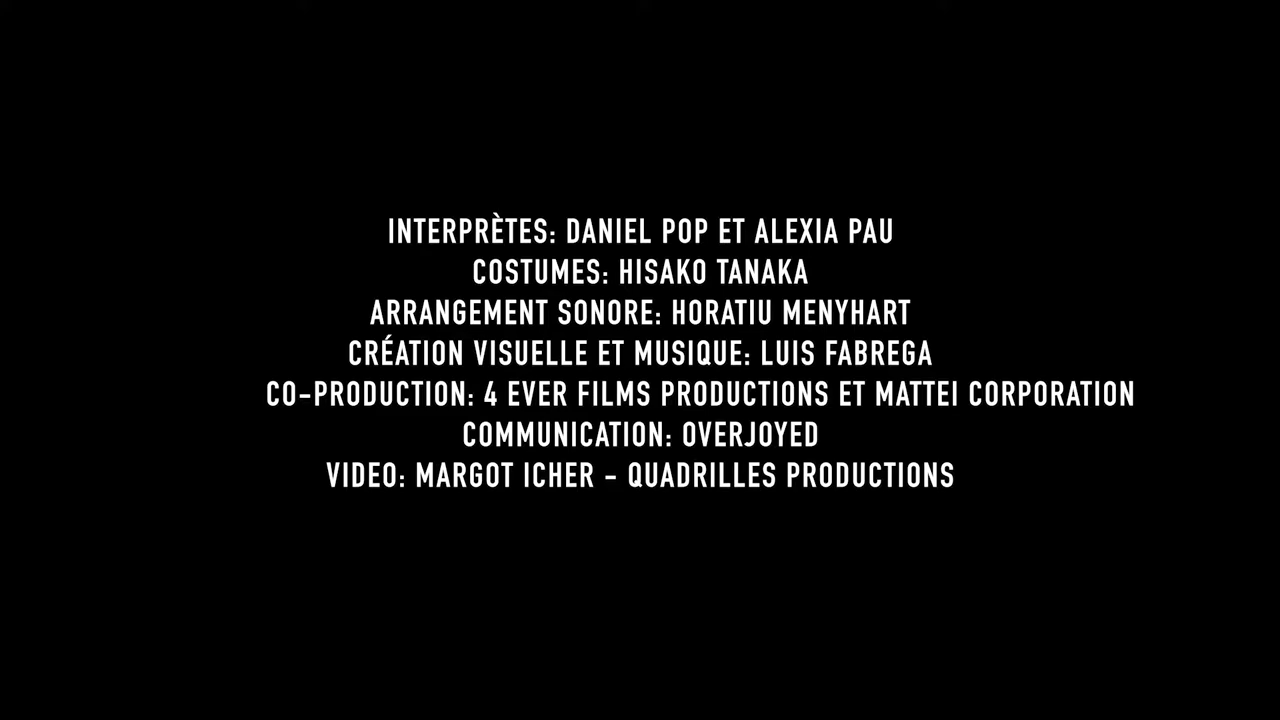 INTERPRÈTES: DANIEL POP ET ALEXIA PAU
COSTUMES: HISAKO TANAKA
ARRANGEMENT SONORE: HORATIU MENYHART
CRÉATION VISUELLE ET MUSIQUE: LUIS FABREGA
CO-PRODUCTION: 4 EVER FILMS PRODUCTIONS ET MATTEI CORPORATION
COMMUNICATION: OVERJOYED
VIDEO: MARGOT ICHER - QUADRILLES PRODUCTIONS